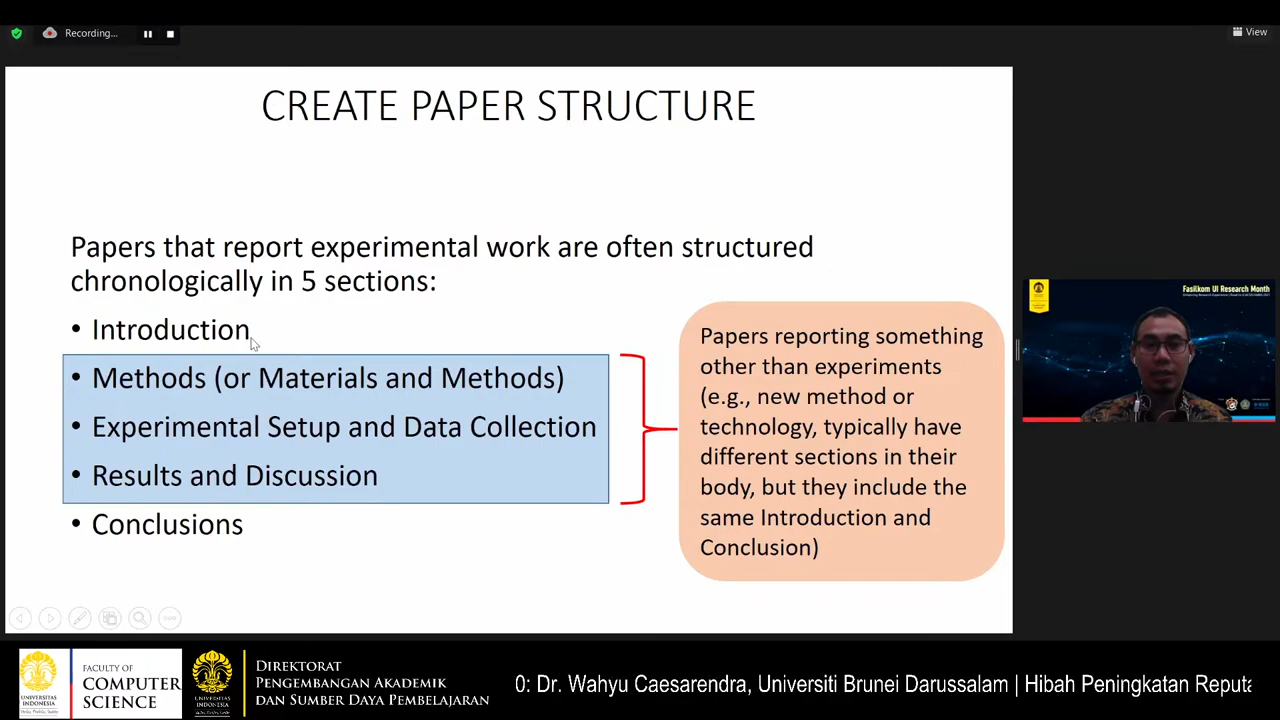 Recording...
View
CREATE PAPER STRUCTURE
Papers that report experimental work are often structured
chronologically in 5 sections:
• Introduction
• Methods (or Materials and Methods)
• Experimental Setup and Data Collection
• Results and Discussion
• Conclusions
Papers reporting something
other than experiments
(e.g., new method or
technology, typically have
different sections in their
body, but they include the
same Introduction and
Conclusion)
Fasilkom UI Research Month
UNIVERSITAS
INDONESIA
FACULTY OF
COMPUTER
SCIENCE
UNIVERSITAS
INDONESIA
DIREKTORAT
PENGEMBANGAN AKADEMIK
DAN SUMBER DAYA PEMBELAJARAN
0: Dr. Wahyu Caesarendra, Universiti Brunei Darussalam | Hibah Peningkatan Reputa